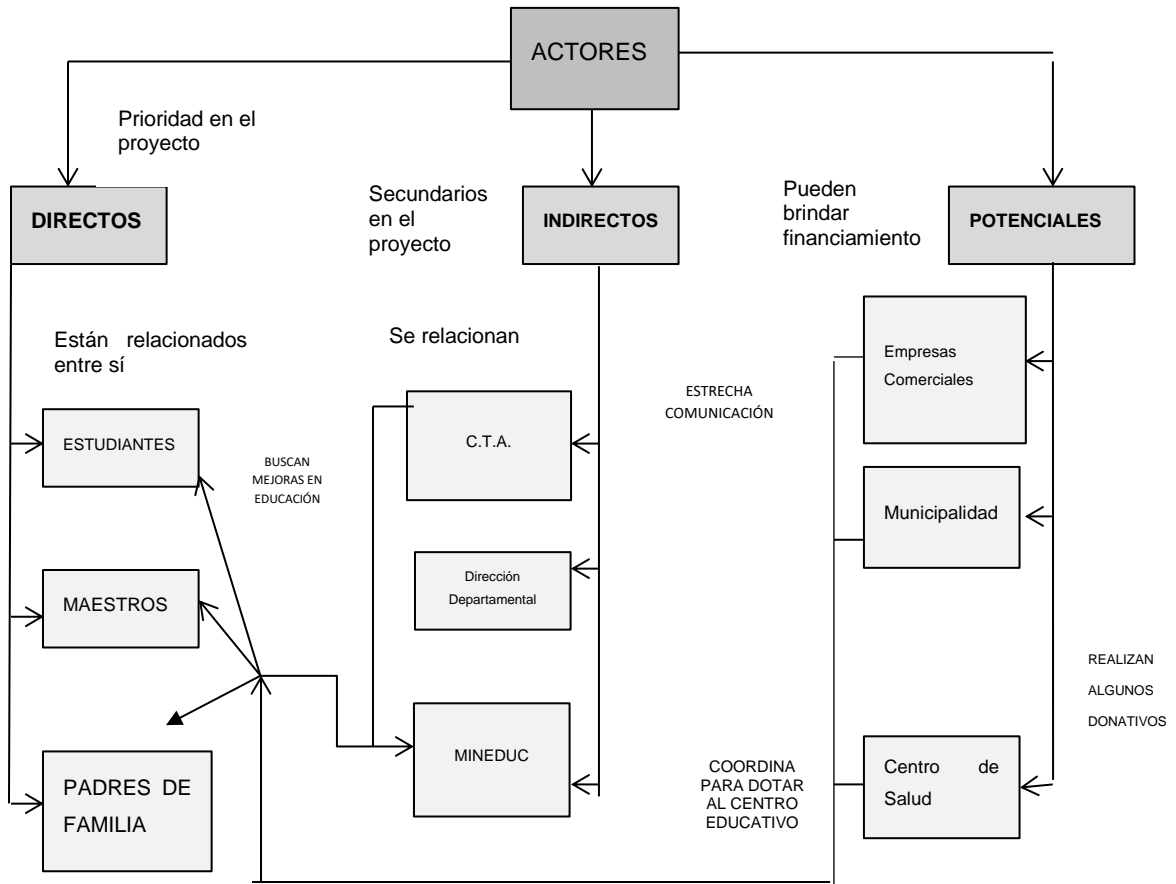 ACTORES
Prioridad en el
proyecto
DIRECTOS
Secundarios
en el
proyecto
INDIRECTOS
Pueden
brindar
financiamiento
POTENCIALES
Están relacionados
entre sí
ESTUDIANTES
MAESTROS
PADRES DE
FAMILIA
BUSCAN
MEJORAS EN
EDUCACIÓN
Se relacionan
C.T.A.
Dirección
Departamental
MINEDUC
ESTRECHA
COMUNICACIÓN
Empresas
Comerciales
Municipalidad
Centro de
Salud
COORDINA
PARA DOTAR
AL CENTRO
EDUCATIVO
REALIZAN
ALGUNOS
DONATIVOS